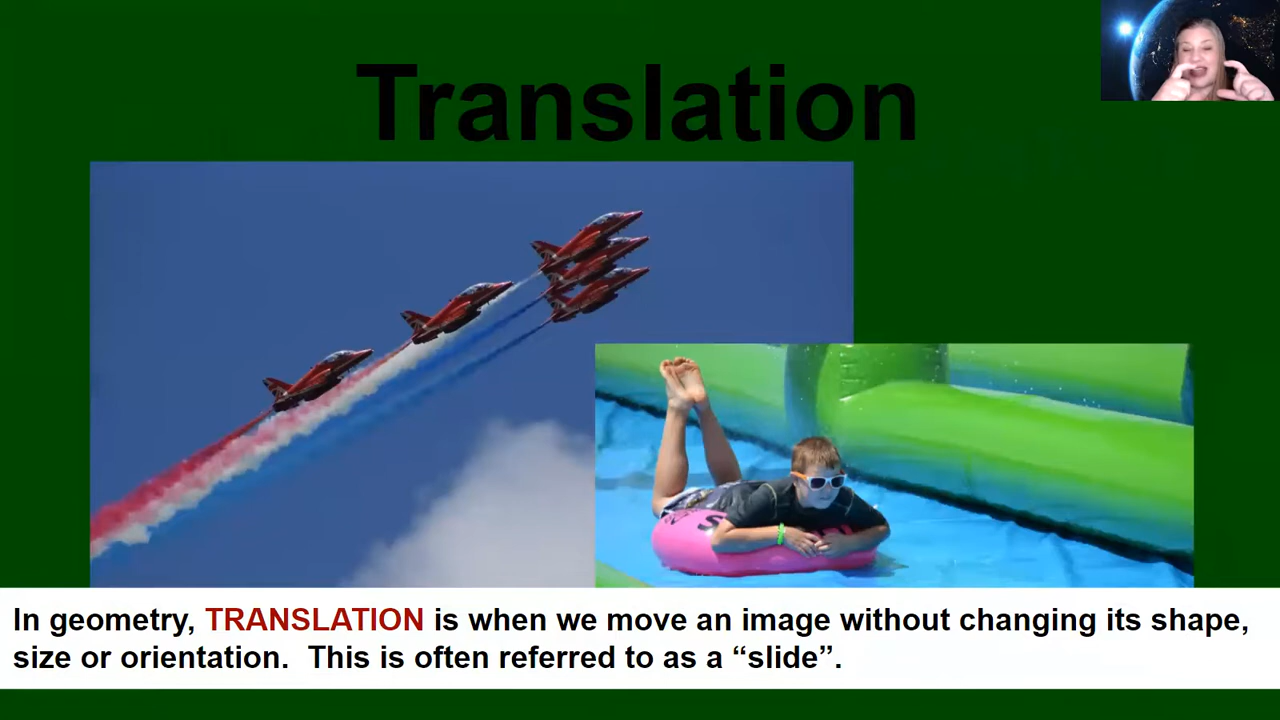 Translation
In geometry, TRANSLATION is when we move an image without changing its shape,
size or orientation.  This is often referred to as a “slide”.